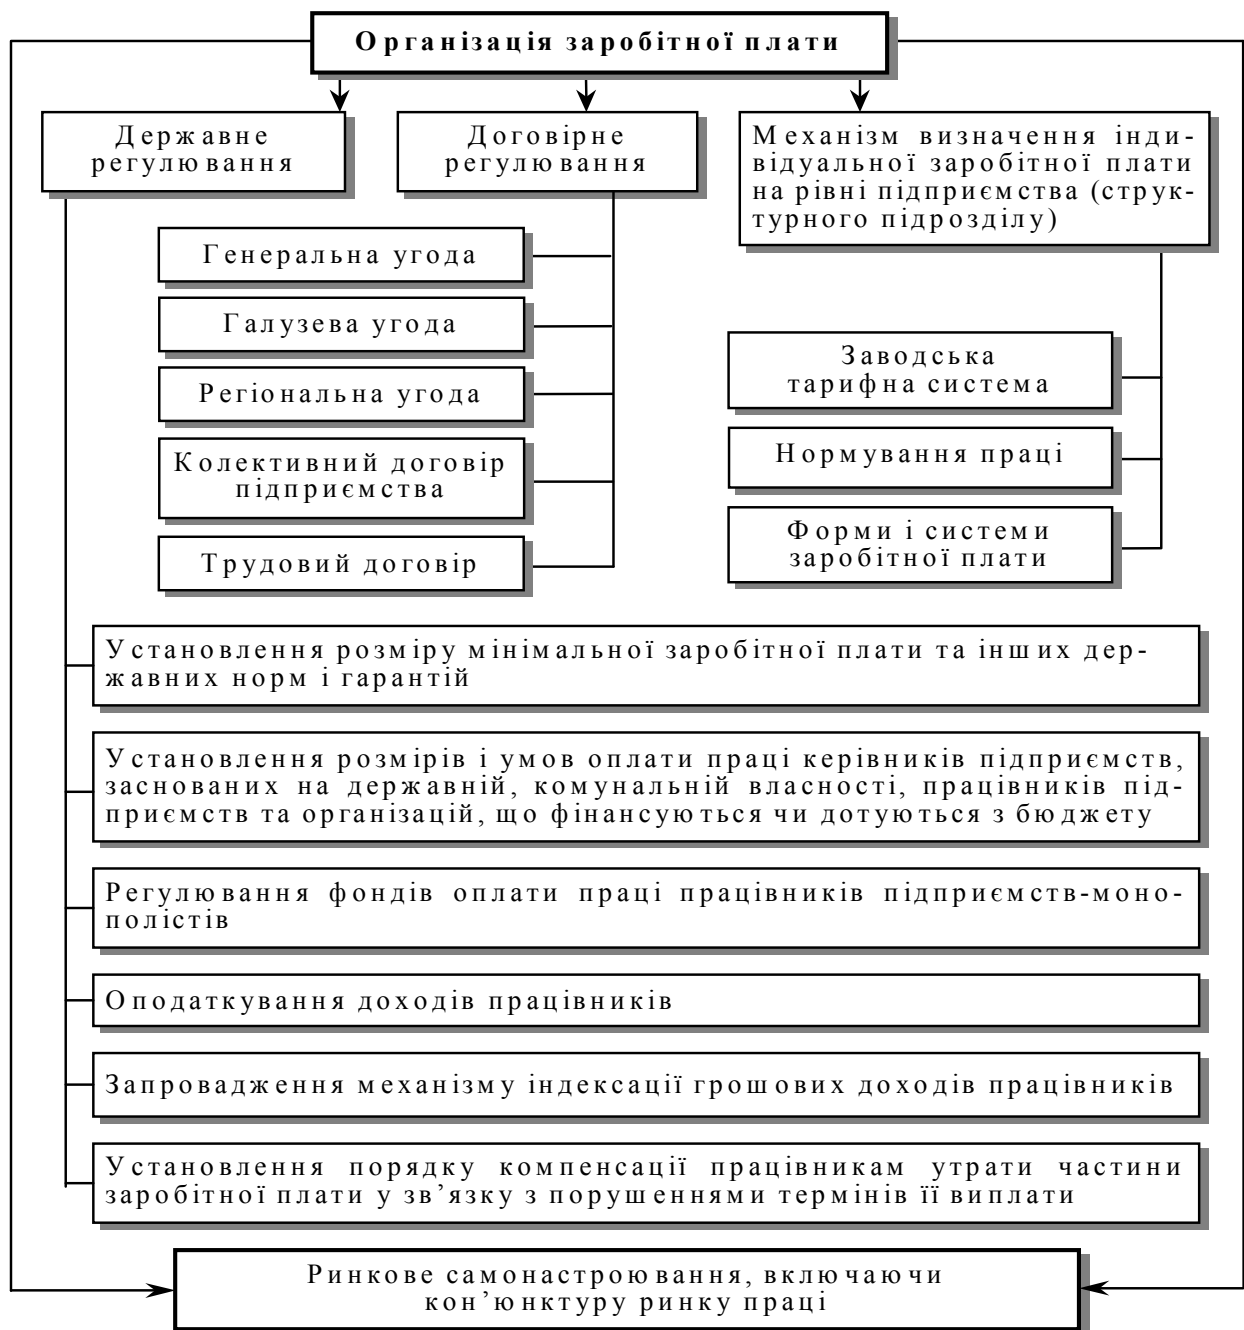 Організація заробітної плати
Державне
регулювання
Договірне
регулювання
Механізм визначення інди-
відуальної заробітної плати
на рівні підприємства (струк-
турного підрозділу)
Генеральна угода
Галузева угода
Регіональна угода
Колективний договір
підприємства
Трудовий договір
Заводська
тарифна система
Нормування праці
Форми і системи
заробітної плати
Установлення розміру мінімальної заробітної плати та інших дер-
жавних норм і гарантій
Установлення розмірів і умов оплати праці керівників підприємств,
заснованих на державній, комунальній власності, працівників під-
приємств та організацій, що фінансуються чи дотуються з бюджету
Регулювання фондів оплати праці працівників підприємств-моно-
полістів
Оподаткування доходів працівників
Запровадження механізму індексації грошових доходів працівників
Установлення порядку компенсації працівникам утрати частини
заробітної плати у зв’язку з порушеннями термінів її виплати
Ринкове самонастроювання, включаючи
кон’юнктуру ринку праці